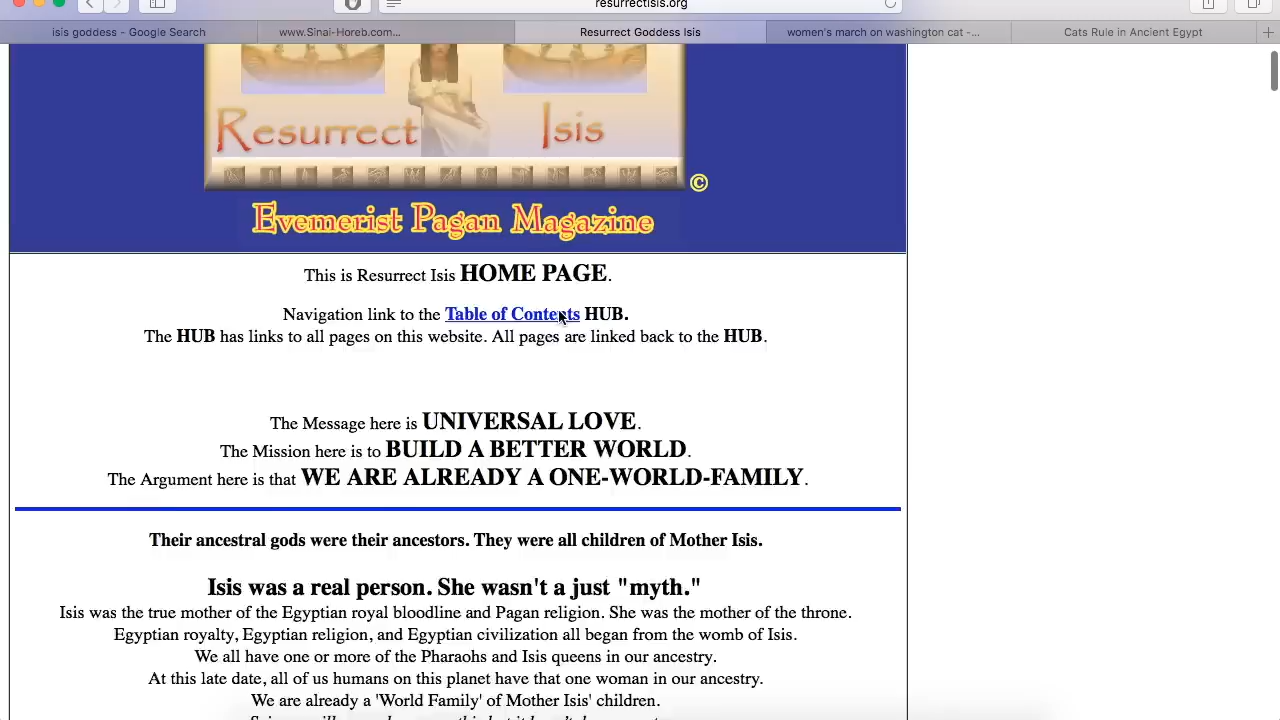 resurrectisis.org
isis goddess - Google Search
www.Sinai-Horeb.com...
Resurrect Goddess Isis
women's march on washington cat -...
Cats Rule in Ancient Egypt
Resurrect Isis
©
Evemerist Pagan Magazine
This is Resurrect Isis HOME PAGE.
Navigation link to the Table of Contents HUB.
The HUB has links to all pages on this website. All pages are linked back to the HUB.
The Message here is UNIVERSAL LOVE.
The Mission here is to BUILD A BETTER WORLD.
The Argument here is that WE ARE ALREADY A ONE-WORLD-FAMILY.
Their ancestral gods were their ancestors. They were all children of Mother Isis.
Isis was a real person. She wasn't a just "myth."
Isis was the true mother of the Egyptian royal bloodline and Pagan religion. She was the mother of the throne.
Egyptian royalty, Egyptian religion, and Egyptian civilization all began from the womb of Isis.
We all have one or more of the Pharaohs and Isis queens in our ancestry.
At this late date, all of us humans on this planet have that one woman in our ancestry.
We are already a 'World Family' of Mother Isis' children.